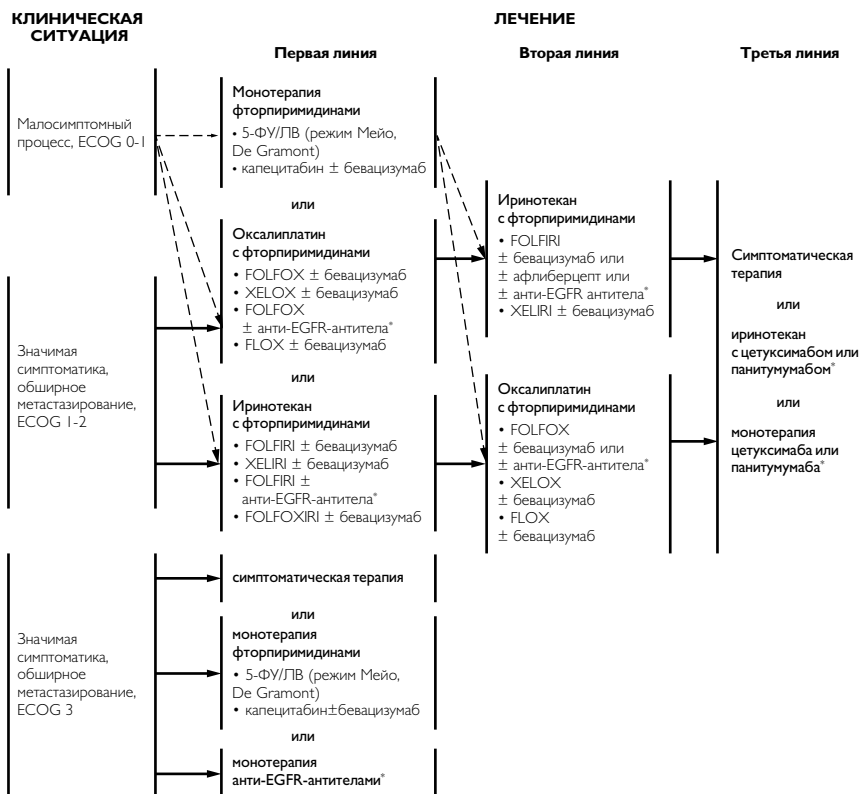 КЛИНИЧЕСКАЯ
СИТУАЦИЯ
ЛЕЧЕНИЕ
Первая линия
Вторая линия
Третья линия
Малосимптомный
процесс, ECOG 0-1
Значимая
симптоматика,
обширное
метастазирование,
ECOG 1-2
Значимая
симптоматика,
обширное
метастазирование,
ECOG 3
Монотерапия
фторпиримидинами
• 5-ФУ/ЛВ (режим Мейо,
De Gramont)
• капецитабин ± бевацизумаб
или
Оксалиплатин
с фторпиримидинами
• FOLFOX ± бевацизумаб
• XELOX ± бевацизумаб
• FOLFOX
± анти-EGFR-антитела*
• FLOX ± бевацизумаб
или
Иринотекан
с фторпиримидинами
• FOLFIRI ± бевацизумаб
• XELIRI ± бевацизумаб
• FOLFIRI ±
анти-EGFR-антитела*
• FOLFOXIRI ± бевацизумаб
симптоматическая терапия
или
монотерапия
фторпиримидинами
• 5-ФУ/ЛВ (режим Мейо,
De Gramont)
• капецитабин±бевацизумаб
или
монотерапия
анти-EGFR-антителами*
Иринотекан
с фторпиримидинами
• FOLFIRI
± бевацизумаб или
± афлиберцепт или
± анти-EGFR антитела*
• XELIRI ± бевацизумаб
Оксалиплатин
с фторпиримидинами
• FOLFOX
± бевацизумаб или
± анти-EGFR-антитела*
• XELOX
± бевацизумаб
• FLOX
± бевацизумаб
Симптоматическая
терапия
или
иринотекан
с цетуксимабом или
панитумумабом*
или
монотерапия
цетуксимаба или
панитумумаба*